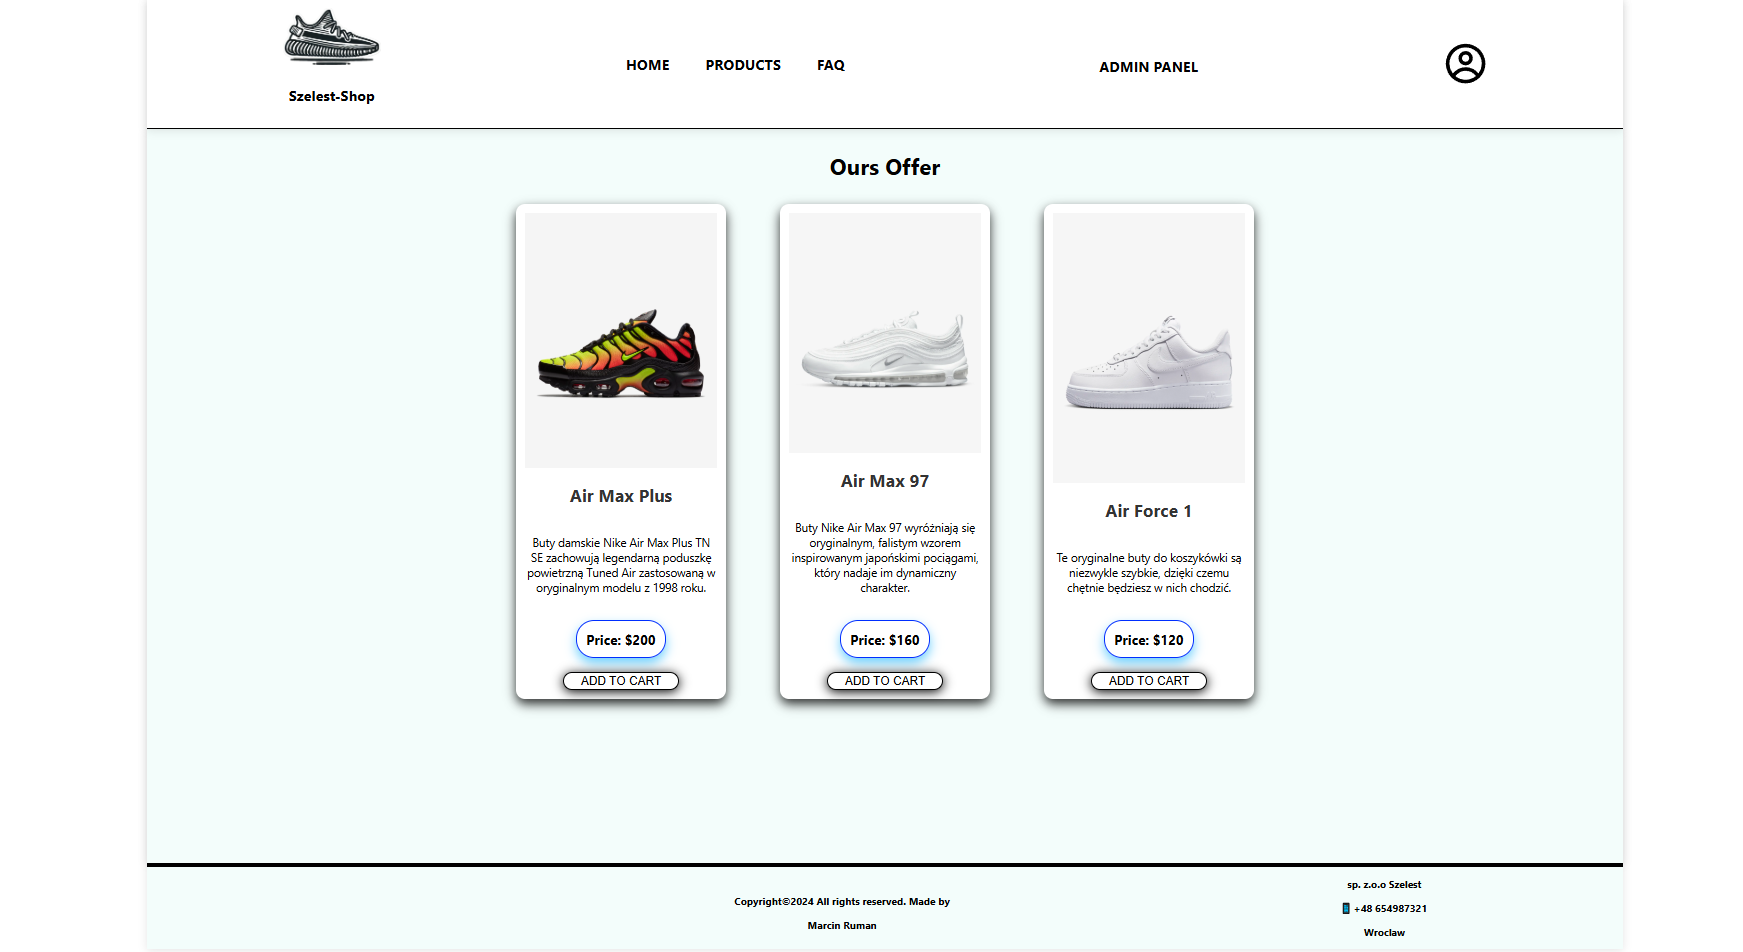 Szelest-Shop
HOME
PRODUCTS
FAQ
ADMIN PANEL
Ours Offer
Air Max Plus
Buty damskie Nike Air Max Plus TN
SE zachowują legendarną poduszkę
powietrzną Tuned Air zastosowaną w
oryginalnym modelu z 1998 roku.
Price: $200
ADD TO CART
Air Max 97
Buty Nike Air Max 97 wyróżniają się
oryginalnym, falistym wzorem
inspirowanym japońskimi pociągami,
który nadaje im dynamiczny
charakter.
Price: $160
ADD TO CART
Air Force 1
Te oryginalne buty do koszykówki są
niezwykle szybkie, dzięki czemu
chętnie będziesz w nich chodzić.
Price: $120
ADD TO CART
Copyright©2024 All rights reserved. Made by
Marcin Ruman
sp. z.o.o Szelest
📱 +48 654987321
Wroclaw